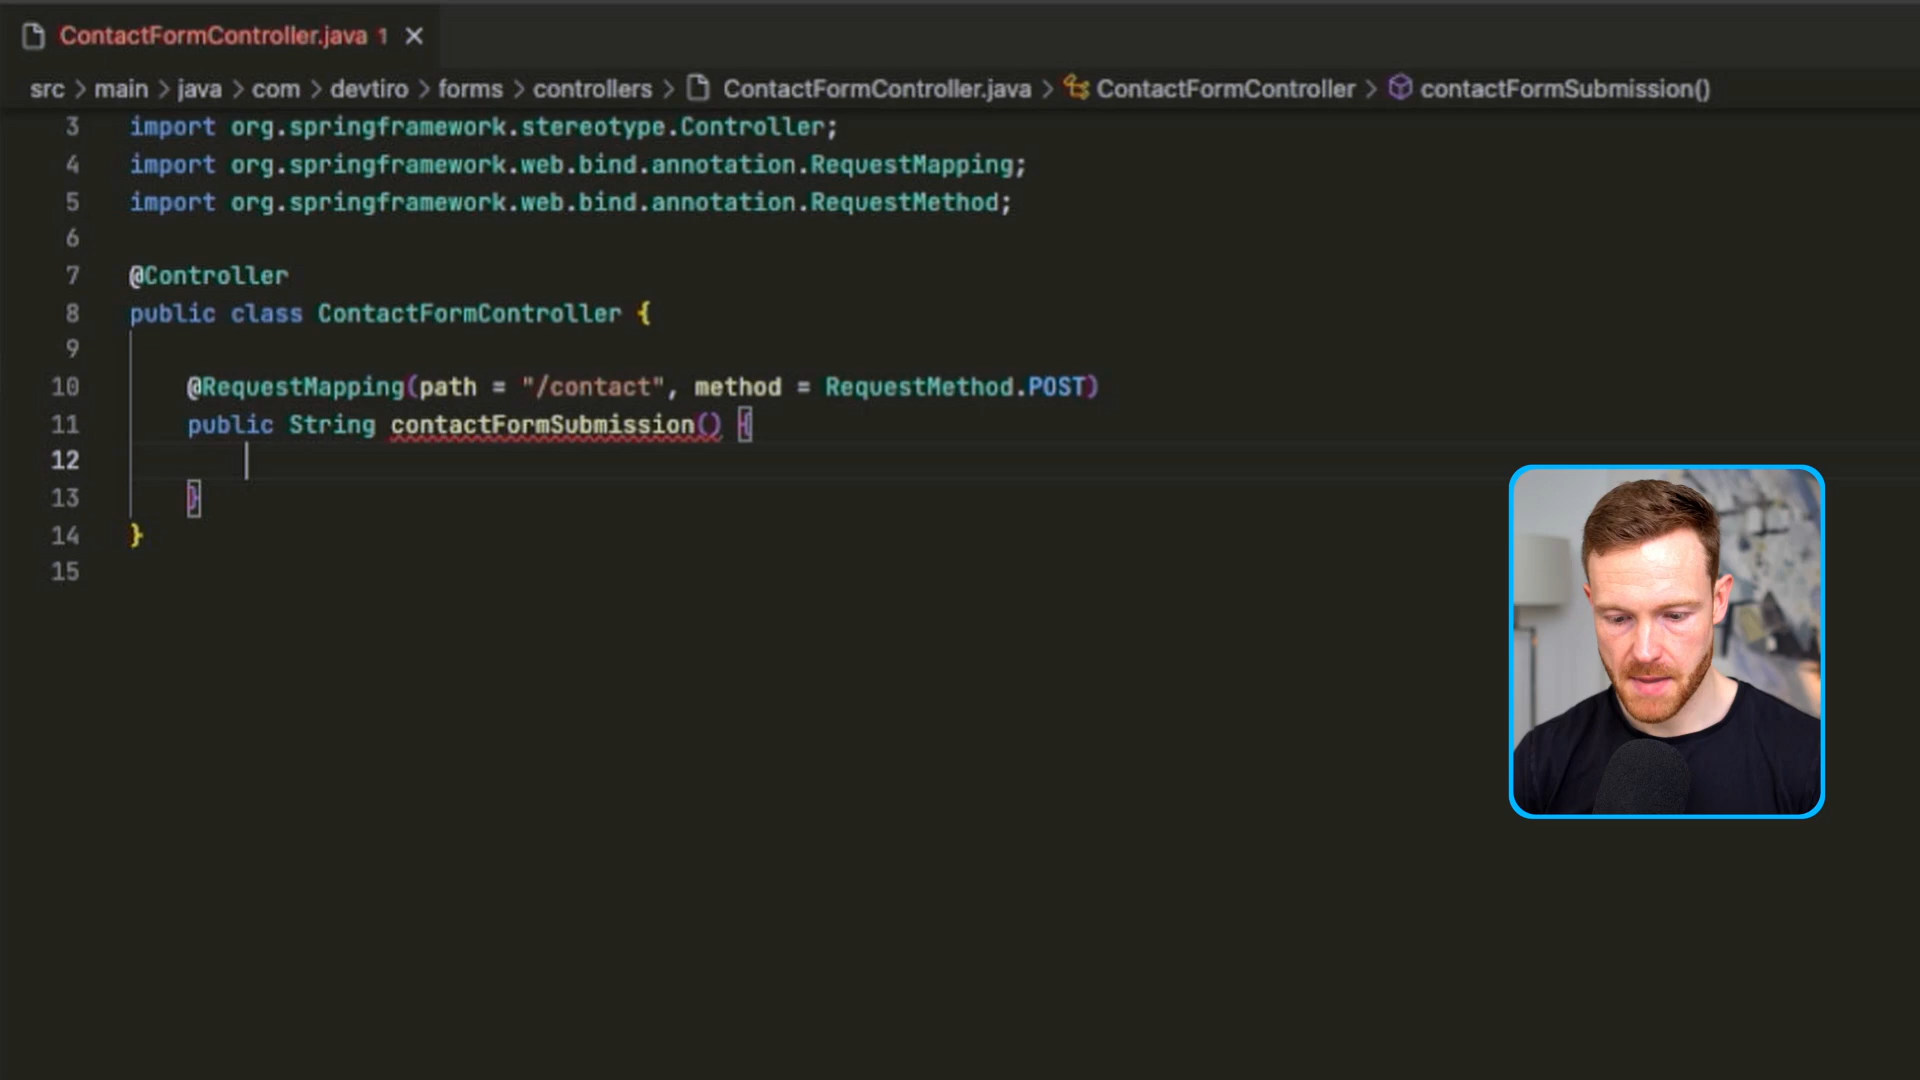 ContactFormController.java 1
src > main > java > com > devtiro > forms > controllers > ContactFormController.java > ContactFormController > contactFormSubmission()
3 import org.springframework.stereotype.Controller;
4 import org.springframework.web.bind.annotation.RequestMapping;
5 import org.springframework.web.bind.annotation.RequestMethod;
6
7 @Controller
8 public class ContactFormController {
9
10 @RequestMapping(path = "/contact", method = RequestMethod.POST)
11 public String contactFormSubmission() {
12
13 }
14 }
15